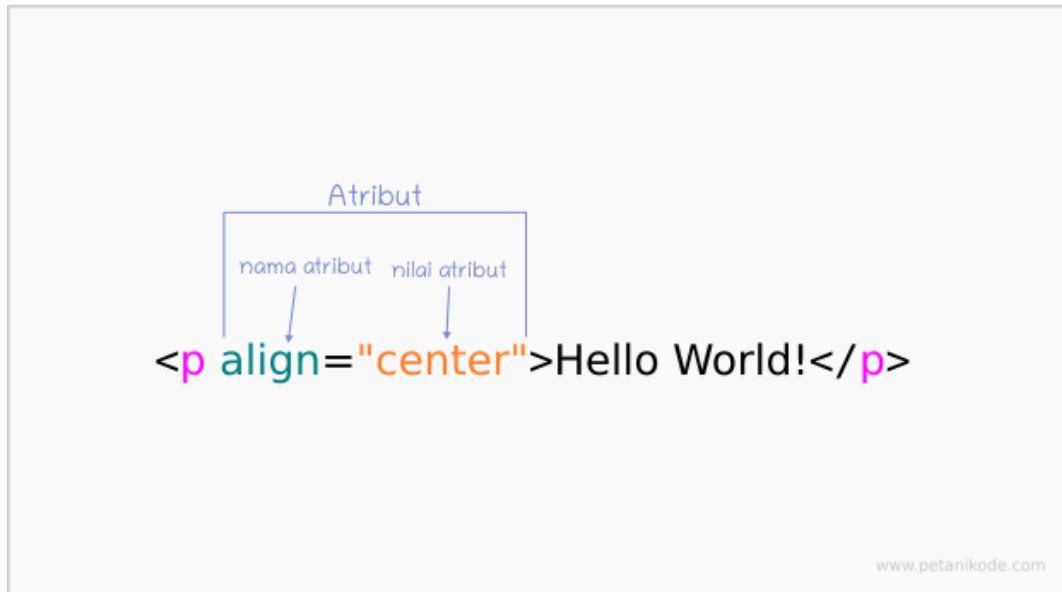 Atribut
nama atribut nilai atribut
<p align="center">Hello World!</p>
www.petanikode.com